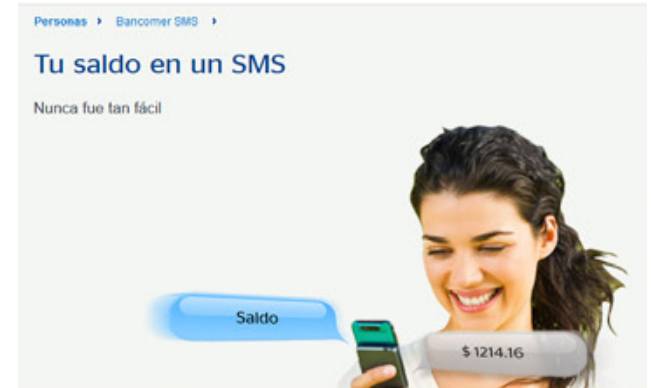 Personas › Bancomer SMS ›
Tu saldo en un SMS
Nunca fue tan fácil
Saldo
$ 1214.16